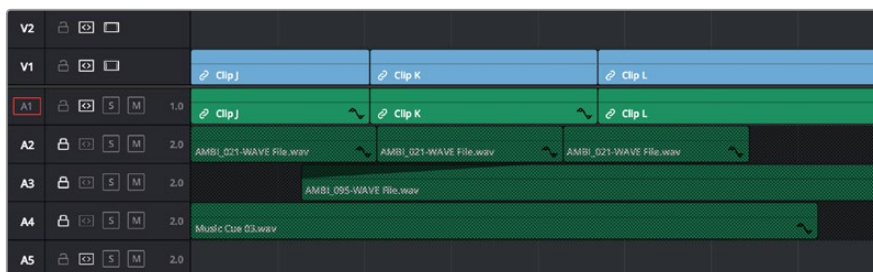 V2
V1
Clip J Clip K Clip L
A1 S M 1.0
Clip J Clip K Clip L
A2 S M 2.0
AMBI_021-WAVE File.wav AMBI_021-WAVE File.wav AMBI_021-WAVE File.wav
A3 S M 2.0
AMBI_095-WAVE File.wav
A4 S M 2.0
Music Cue 03.wav
A5 S M 2.0